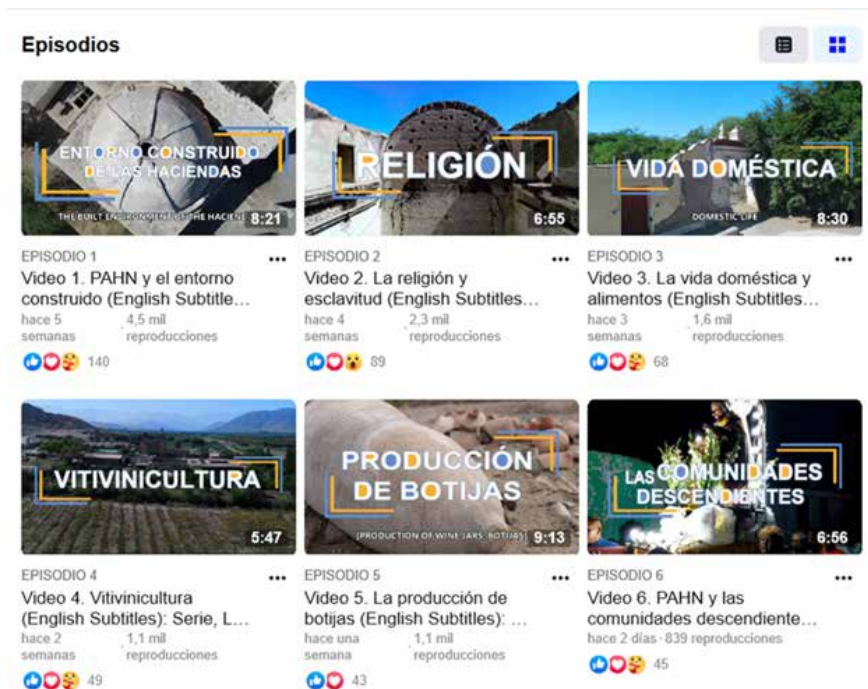 Episodios
ENTORNO CONSTRUIDO
DE LAS HACIENDAS
THE BUILT ENVIRONMENT OF THE HACIEN
8:21
RELIGIÓN
6:55
VIDA DOMÉSTICA
DOMESTIC LIFE
8:30
EPISODIO 1
Video 1. PAHN y el entorno
construido (English Subtitle...
hace 5
semanas
· 4,5 mil
reproducciones
140
EPISODIO 2
Video 2. La religión y
esclavitud (English Subtitles...
hace 4
semanas
· 2,3 mil
reproducciones
89
EPISODIO 3
Video 3. La vida doméstica y
alimentos (English Subtitles...
hace 3
semanas
· 1,6 mil
reproducciones
68
VITIVINICULTURA
5:47
PRODUCCIÓN
DE BOTIJAS
[PRODUCTION OF WINE JARS: BOTIJAS]
9:13
LAS COMUNIDADES
DESCENDIENTES
6:56
EPISODIO 4
Video 4. Vitivinicultura
(English Subtitles): Serie, L...
hace 2
semanas
· 1,1 mil
reproducciones
49
EPISODIO 5
Video 5. La producción de
botijas (English Subtitles): ...
hace una
semana
· 1,1 mil
reproducciones
43
EPISODIO 6
Video 6. PAHN y las
comunidades descendiente...
hace 2 días · 839 reproducciones
45